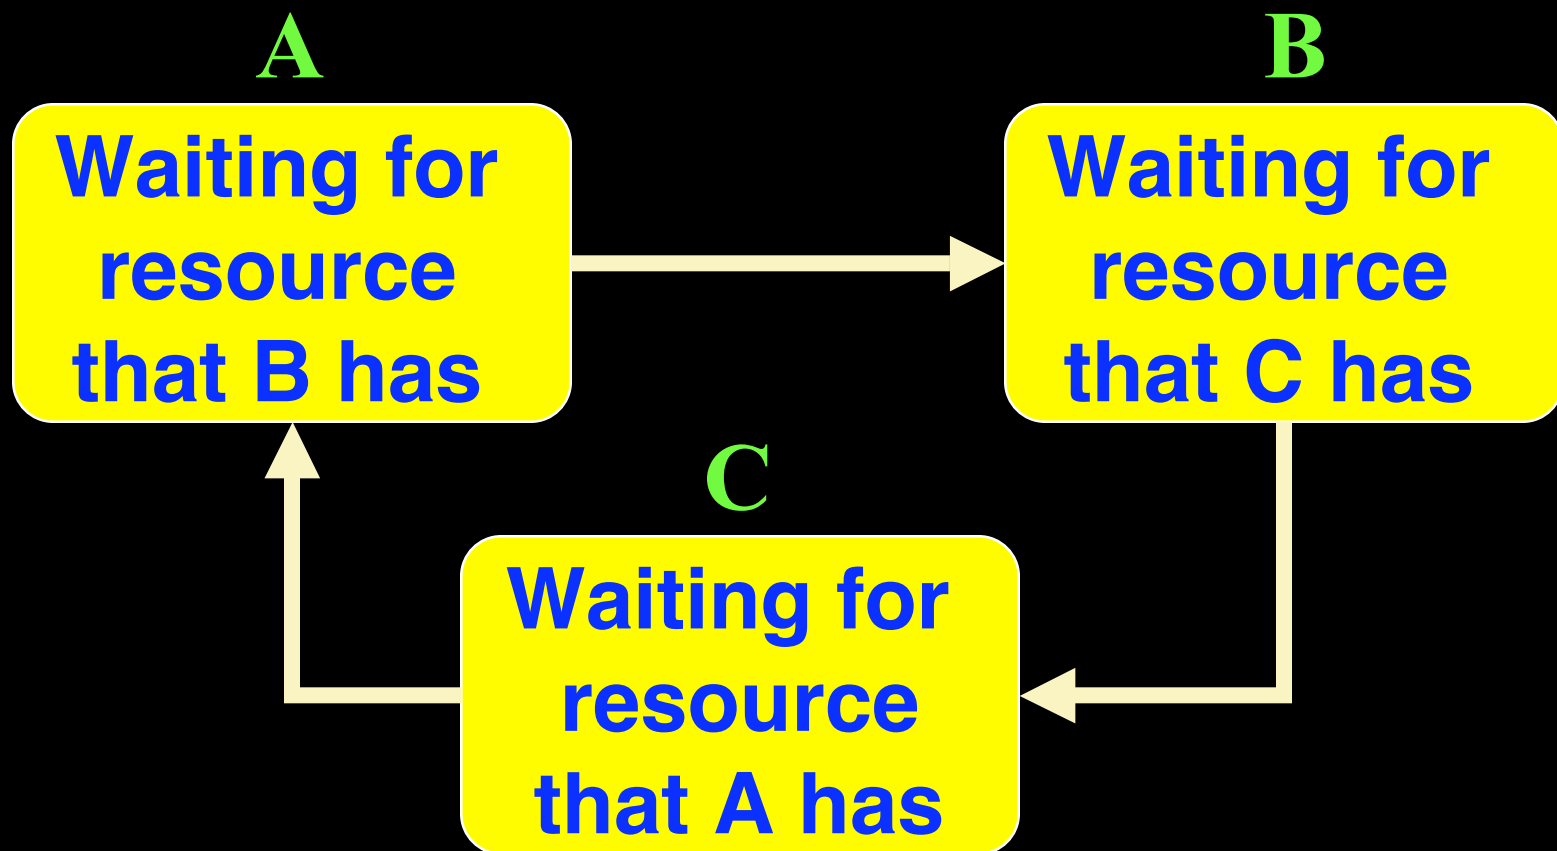 A
Waiting for
resource
that B has
B
Waiting for
resource
that C has
C
Waiting for
resource
that A has